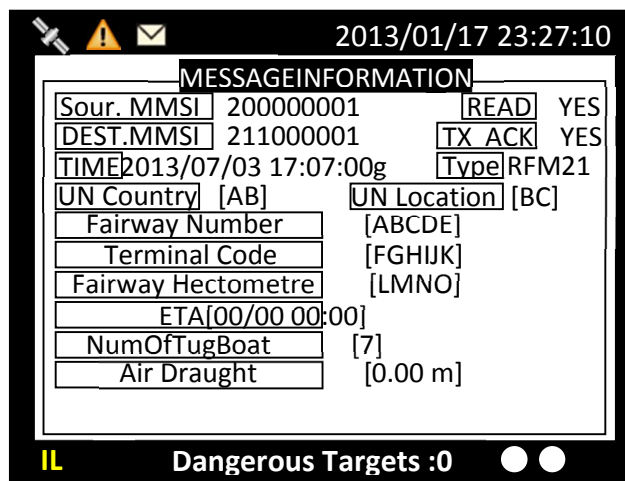 2013/01/17 23:27:10
MESSAGEINFORMATION
Sour. MMSI 200000001 READ YES
DEST.MMSI 211000001 TX ACK YES
TIME2013/07/03 17:07:00g Type RFM21
UN Country [AB] UN Location [BC]
Fairway Number [ABCDE]
Terminal Code [FGHIJK]
Fairway Hectometre [LMNO]
ETA[00/00 00:00]
NumOfTugBoat [7]
Air Draught [0.00 m]
IL Dangerous Targets :0